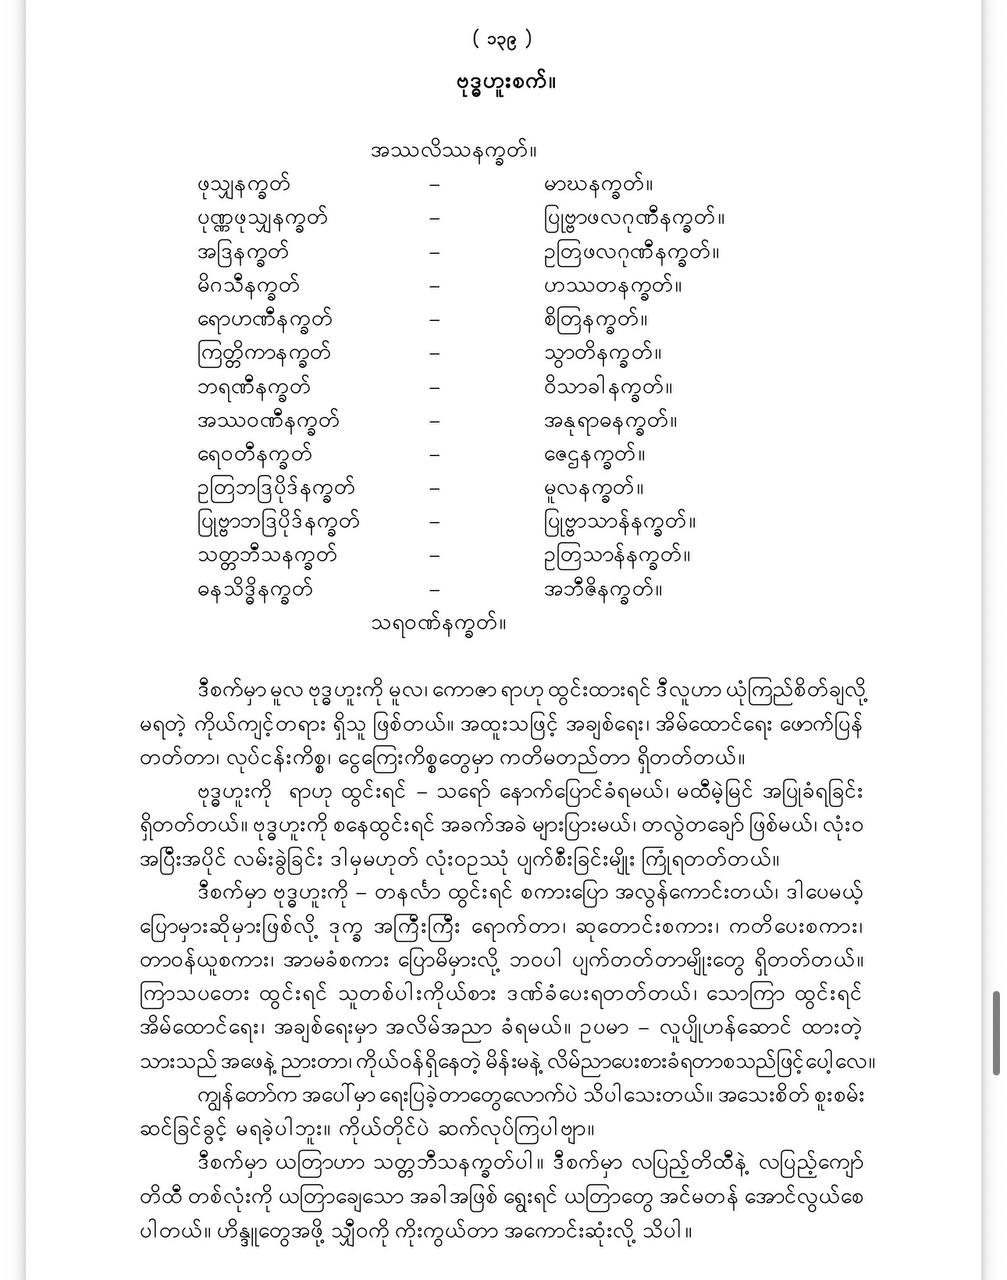 ( ၁၃၉ )
ဗုဒ္ဓဟူးစက်။
အဿလိဿနက္ခတ်။
ဖုသျှနက္ခတ် – မာဃနက္ခတ်။
ပုဏ္ဏဖုသျှနက္ခတ် – ပြုဗ္ဗာဖလဂုဏီနက္ခတ်။
အဒြနက္ခတ် – ဥတြဖလဂုဏီနက္ခတ်။
မိဂသီနက္ခတ် – ဟဿတနက္ခတ်။
ရောဟဏီနက္ခတ် – စိတြနက္ခတ်။
ကြတ္တိကာနက္ခတ် – သွာတိနက္ခတ်။
ဘရဏီနက္ခတ် – ဝိသာခါနက္ခတ်။
အဿဝဏီနက္ခတ် – အနုရာဓနက္ခတ်။
ရေဝတီနက္ခတ် – ဇေဌနက္ခတ်။
ဥတြဘဒြပိုဒ်နက္ခတ် – မူလနက္ခတ်။
ပြုဗ္ဗာဘဒြပိုဒ်နက္ခတ် – ပြုဗ္ဗာသာန်နက္ခတ်။
သတ္တဘီသနက္ခတ် – ဥတြသာန်နက္ခတ်။
ဓနသိဒ္ဓိနက္ခတ် – အဘီဇိနက္ခတ်။
သရဝဏ်နက္ခတ်။
ဒီစက်မှာ မူလ ဗုဒ္ဓဟူးကို မူလ၊ ကောဇာ ရာဟု ထွင်းထားရင် ဒီလူဟာ ယုံကြည်စိတ်ချလို့
မရတဲ့ ကိုယ်ကျင့်တရား ရှိသူ ဖြစ်တယ်။ အထူးသဖြင့် အချစ်ရေး၊ အိမ်ထောင်ရေး ဖောက်ပြန်
တတ်တာ၊ လုပ်ငန်းကိစ္စ၊ ငွေကြေးကိစ္စတွေမှာ ကတိမတည်တာ ရှိတတ်တယ်။
ဗုဒ္ဓဟူးကို ရာဟု ထွင်းရင် – သရော် နောက်ပြောင်ခံရမယ်၊ မထီမဲ့မြင် အပြုခံရခြင်း
ရှိတတ်တယ်။ ဗုဒ္ဓဟူးကို စနေထွင်းရင် အခက်အခဲ များပြားမယ်၊ တလွဲတချော် ဖြစ်မယ်၊ လုံးဝ
အပြီးအပိုင် လမ်းခွဲခြင်း ဒါမှမဟုတ် လုံးဝဥဿုံ ပျက်စီးခြင်းမျိုး ကြုံရတတ်တယ်။
ဒီစက်မှာ ဗုဒ္ဓဟူးကို – တနင်္လာ ထွင်းရင် စကားပြော အလွန်ကောင်းတယ်၊ ဒါပေမယ့်
ပြောမှားဆိုမှားဖြစ်လို့ ဒုက္ခ အကြီးကြီး ရောက်တာ၊ ဆုတောင်းစကား၊ ကတိပေးစကား၊
တာဝန်ယူစကား၊ အာမခံစကား ပြောမိမှားလို့ ဘဝပါ ပျက်တတ်တာမျိုးတွေ ရှိတတ်တယ်။
ကြာသပတေး ထွင်းရင် သူတစ်ပါးကိုယ်စား ဒဏ်ခံပေးရတတ်တယ်၊ သောကြာ ထွင်းရင်
အိမ်ထောင်ရေး၊ အချစ်ရေးမှာ အလိမ်အညာ ခံရမယ်။ ဥပမာ – လူပျိုဟန်ဆောင် ထားတဲ့
သားသည် အဖေနဲ့ ညားတာ၊ ကိုယ်ဝန်ရှိနေတဲ့ မိန်းမနဲ့ လိမ်ညာပေးစားခံရတာစသည်ဖြင့်ပေါ့လေ။
ကျွန်တော်က အပေါ်မှာ ရေးပြခဲ့တာတွေလောက်ပဲ သိပါသေးတယ်။ အသေးစိတ် စူးစမ်း
ဆင်ခြင်ခွင့် မရခဲ့ပါဘူး။ ကိုယ်တိုင်ပဲ ဆက်လုပ်ကြပါဗျာ။
ဒီစက်မှာ ယတြာဟာ သတ္တဘီသနက္ခတ်ပါ။ ဒီစက်မှာ လပြည့်တိထီနဲ့ လပြည့်ကျော်
တိထီ တစ်လုံးကို ယတြာချေသော အခါအဖြစ် ရွေးရင် ယတြာတွေ အင်မတန် အောင်လွယ်စေ
ပါတယ်။ ဟိန္ဒူတွေအဖို့ သျှီဝကို ကိုးကွယ်တာ အကောင်းဆုံးလို့ သိပါ။